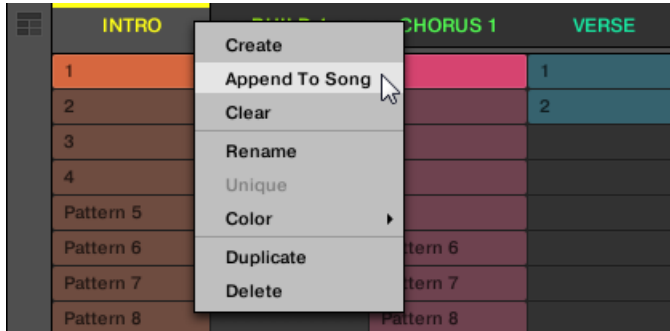 INTRO
CHORUS 1
VERSE
1
2
3
4
Pattern 5
Pattern 6
Pattern 7
Pattern 8
Create
Append To Song
Clear
Rename
Unique
Color
Duplicate
Delete
ttern 6
ttern 7
Pattern 8
1
2